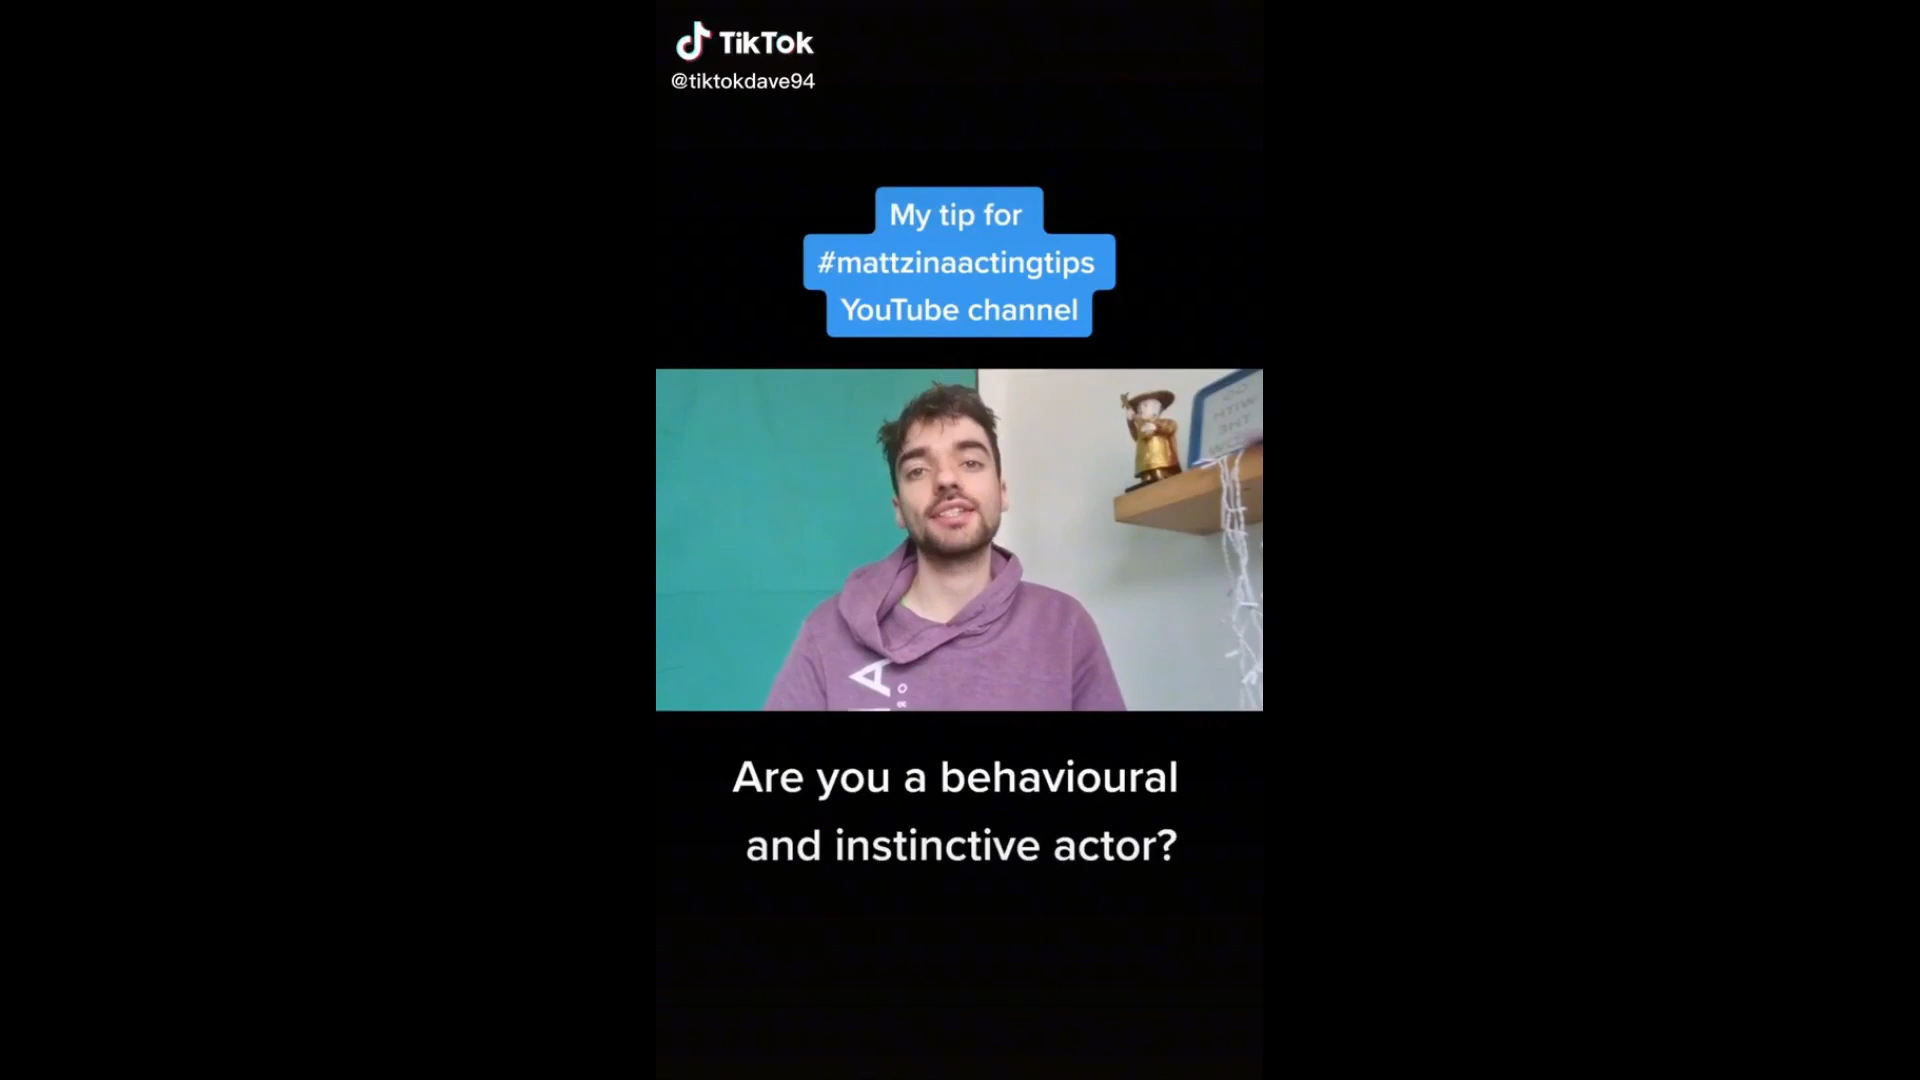 TikTok
@tiktokdave94
My tip for
#mattzinaactingtips
YouTube channel
Are you a behavioural
and instinctive actor?